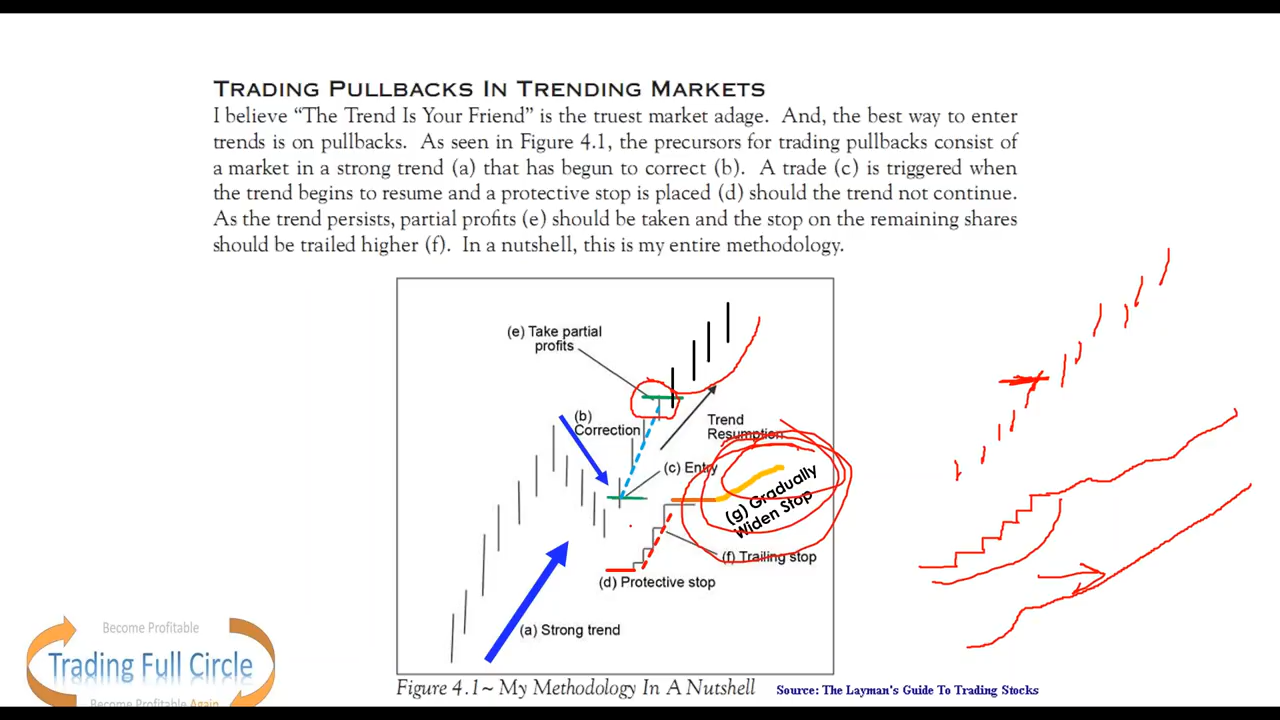 TRADING PULLBACKS IN TRENDING MARKETS
I believe “The Trend Is Your Friend” is the truest market adage. And, the best way to enter
trends is on pullbacks. As seen in Figure 4.1, the precursors for trading pullbacks consist of
a market in a strong trend (a) that has begun to correct (b). A trade (c) is triggered when
the trend begins to resume and a protective stop is placed (d) should the trend not continue.
As the trend persists, partial profits (e) should be taken and the stop on the remaining shares
should be trailed higher (f). In a nutshell, this is my entire methodology.
(e) Take partial
profits
(b)
Correction
Trend
Resumption
(c) Entry
(g) Gradually
Widen Stop
(f) Trailing stop
(d) Protective stop
(a) Strong trend
Figure 4.1~ My Methodology In A Nutshell
Source: The Layman's Guide To Trading Stocks
Become Profitable
Trading Full Circle
Become Profitable Again